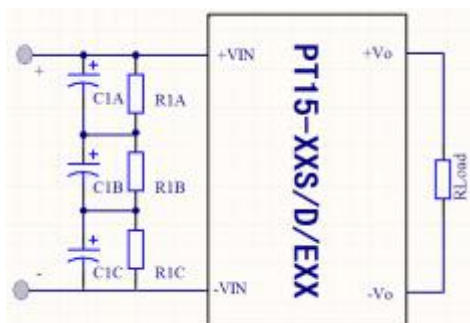 +VIN
+Vo
+
+
C1A
R1A
+
C1B
R1B
PT15-XXS/D/EXX
RLoad
+
C1C
R1C
-
-VIN
-Vo